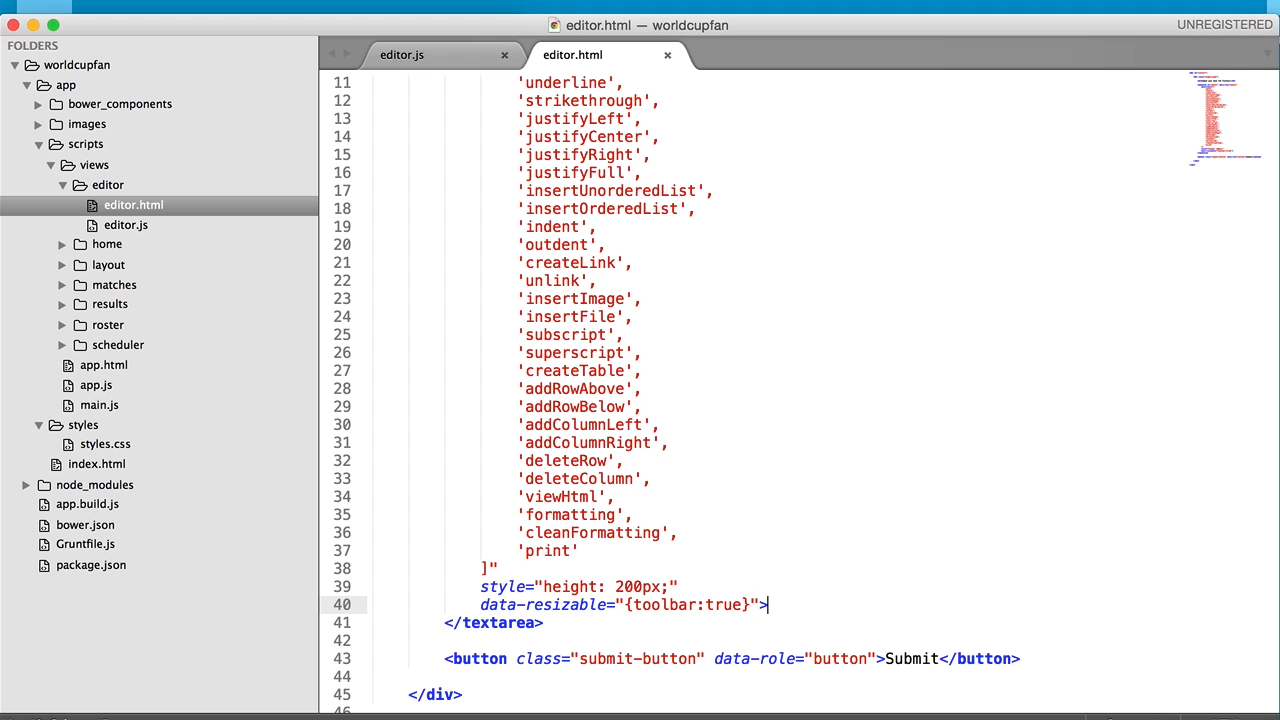 editor.html — worldcupfan
UNREGISTERED
FOLDERS
worldcupfan
app
bower_components
images
scripts
views
editor
editor.html
editor.js
home
layout
matches
results
roster
scheduler
app.html
app.js
main.js
styles
styles.css
index.html
node_modules
app.build.js
bower.json
Gruntfile.js
package.json
editor.js ×
editor.html ×
11 'underline',
12 'strikethrough',
13 'justifyLeft',
14 'justifyCenter',
15 'justifyRight',
16 'justifyFull',
17 'insertUnorderedList',
18 'insertOrderedList',
19 'indent',
20 'outdent',
21 'createLink',
22 'unlink',
23 'insertImage',
24 'insertFile',
25 'subscript',
26 'superscript',
27 'createTable',
28 'addRowAbove',
29 'addRowBelow',
30 'addColumnLeft',
31 'addColumnRight',
32 'deleteRow',
33 'deleteColumn',
34 'viewHtml',
35 'formatting',
36 'cleanFormatting',
37 'print'
38 ]"
39 style="height: 200px;"
40 data-resizable="{toolbar:true}">
41 </textarea>
42
43 <button class="submit-button" data-role="button">Submit</button>
44
45 </div>
46